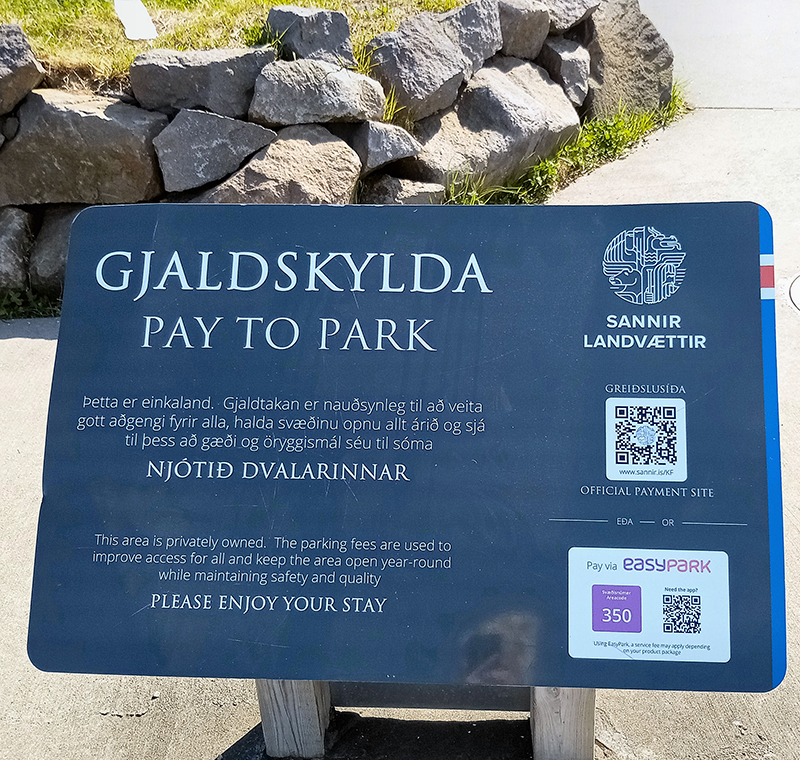 GJALDSKYLDA
PAY TO PARK
Þetta er einkaland. Gjaldtakan er nauðsynleg til að veita
gott aðgengi fyrir alla, halda svæðinu opnu allt árið og sjá
til þess að gæði og öryggismál séu til sóma
NJÓTIÐ DVALARINNAR
This area is privately owned. The parking fees are used to
improve access for all and keep the area open year-round
while maintaining safety and quality
PLEASE ENJOY YOUR STAY
SANNIR
LANDVÆTTIR
GREIÐSLUSÍÐA
www.sannir.is/KF
OFFICIAL PAYMENT SITE
EÐA — OR
Pay via easypark
Svæðisnúmer
Areacode
350
Need the app?
Using EasyPark, a service fee may apply depending
on your product package